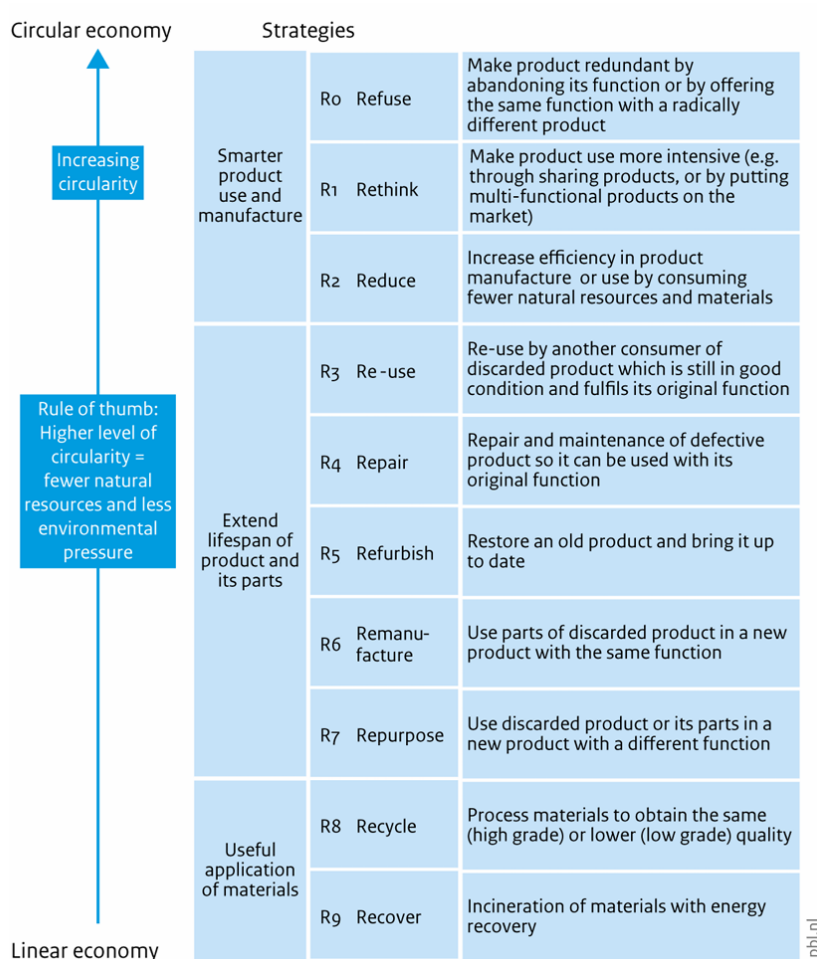 Circular economy
Strategies
Increasing
circularity
Rule of thumb:
Higher level of
circularity =
fewer natural
resources and less
environmental
pressure
Linear economy
Smarter
product
use and
manufacture
R0 Refuse
Make product redundant by
abandoning its function or by offering
the same function with a radically
different product
R1 Rethink
Make product use more intensive (e.g.
through sharing products, or by putting
multi-functional products on the
market)
R2 Reduce
Increase efficiency in product
manufacture or use by consuming
fewer natural resources and materials
Extend
lifespan of
product and
its parts
R3 Re-use
Re-use by another consumer of
discarded product which is still in good
condition and fulfils its original function
R4 Repair
Repair and maintenance of defective
product so it can be used with its
original function
R5 Refurbish
Restore an old product and bring it up
to date
R6 Remanu-
facture
Use parts of discarded product in a new
product with the same function
R7 Repurpose
Use discarded product or its parts in a
new product with a different function
Useful
application
of materials
R8 Recycle
Process materials to obtain the same
(high grade) or lower (low grade) quality
R9 Recover
Incineration of materials with energy
recovery
pbl.nl